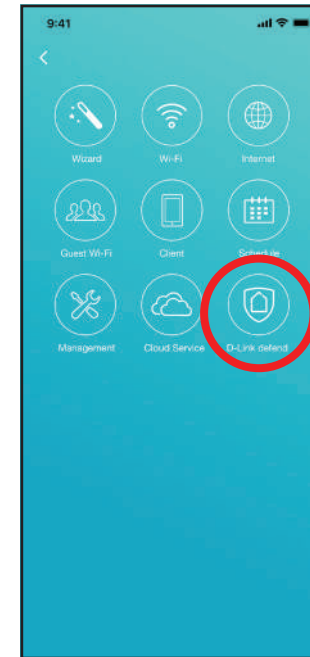 9:41
Wizard Wi-Fi Internet
Guest Wi-Fi Client Schedule
Management Cloud Service D-Link defend